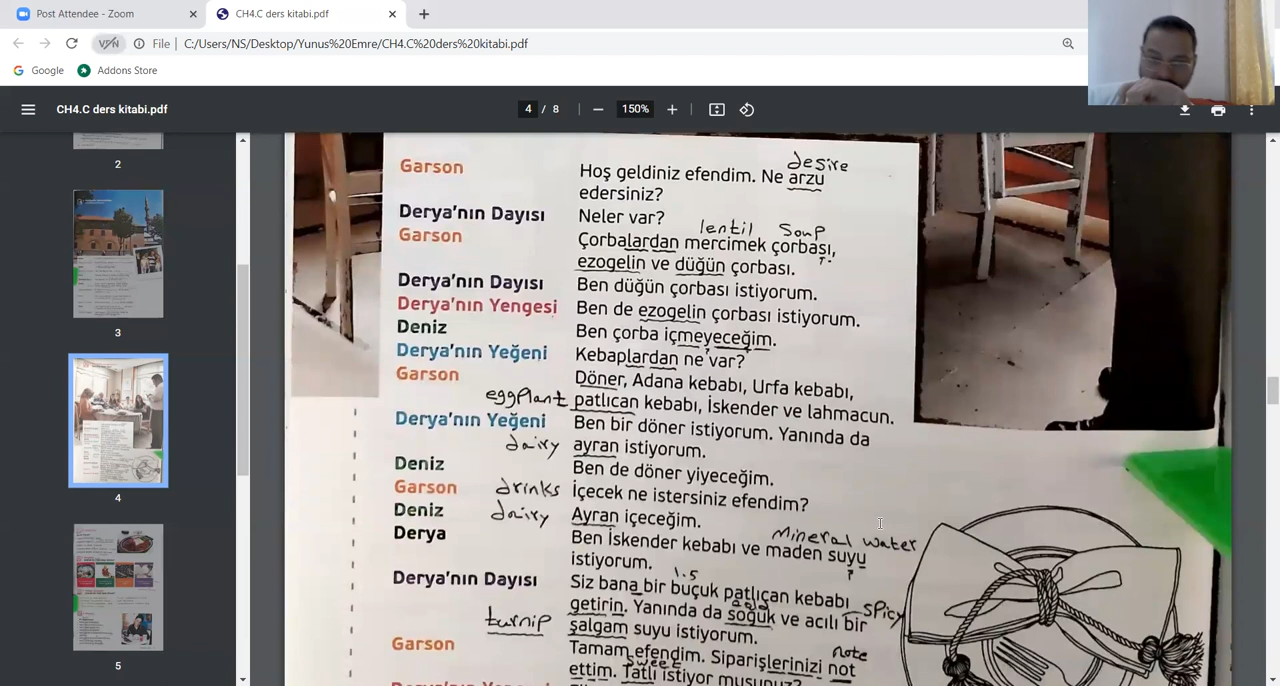 Post Attendee - Zoom
CH4.C ders kitabi.pdf
VPN
File
C:/Users/NS/Desktop/Yunus%20Emre/CH4.C%20ders%20kitabi.pdf
Google
Addons Store
CH4.C ders kitabi.pdf
4 / 8
150%
2
3
4
5
desire
Garson Hoş geldiniz efendim. Ne arzu
edersiniz?
Derya'nın Dayısı Neler var?
lentil Soup
Garson Çorbalardan mercimek çorbası,
ezogelin ve düğün çorbası.
Derya'nın Dayısı Ben düğün çorbası istiyorum.
Derya'nın Yengesi Ben de ezogelin çorbası istiyorum.
Deniz Ben çorba içmeyeceğim.
Derya'nın Yeğeni Kebaplardan ne var?
Garson Döner, Adana kebabı, Urfa kebabı,
eggplant patlıcan kebabı, İskender ve lahmacun.
Derya'nın Yeğeni Ben bir döner istiyorum. Yanında da
dairy ayran istiyorum.
Deniz Ben de döner yiyeceğim.
Garson drinks İçecek ne istersiniz efendim?
Deniz dairy Ayran içeceğim.
Mineral water
Derya Ben İskender kebabı ve maden suyu
istiyorum.
1.5
Derya'nın Dayısı Siz bana bir buçuk patlıcan kebabı
cold spicy
getirin. Yanında da soğuk ve acılı bir
turnip şalgam suyu istiyorum.
note
Garson Tamam efendim. Siparişlerinizi not
sweet
ettim. Tatlı istiyor musunuz?